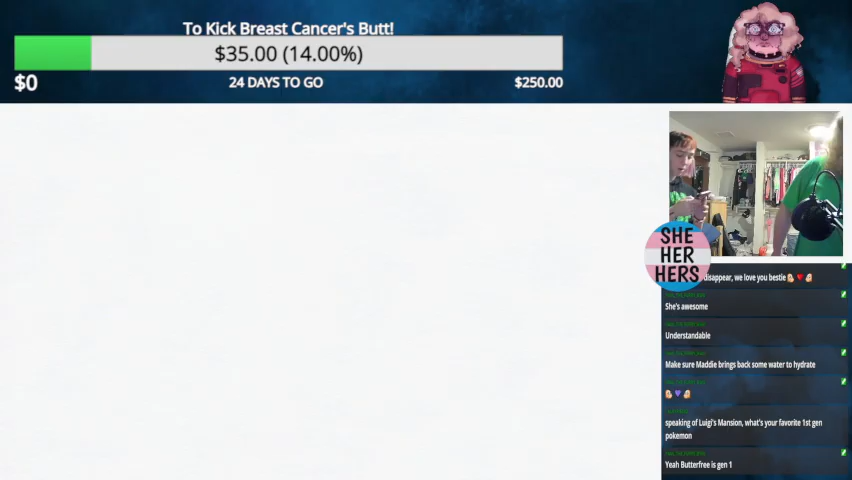 To Kick Breast Cancer's Butt!
$35.00 (14.00%)
$0
24 DAYS TO GO
$250.00
SHE
HER
HERS
disappear, we love you bestie
She's awesome
Understandable
Make sure Maddie brings back some water to hydrate
speaking of Luigi's Mansion, what's your favorite 1st gen
pokemon
Yeah Butterfree is gen 1